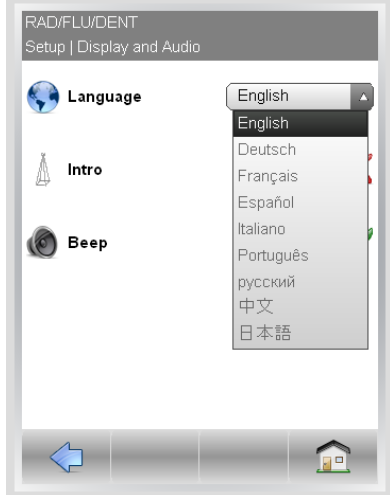 RAD/FLU/DENT
Setup | Display and Audio
Language
English
English
Deutsch
Intro
Français
Español
Beep
Italiano
Português
русский
中文
日本語